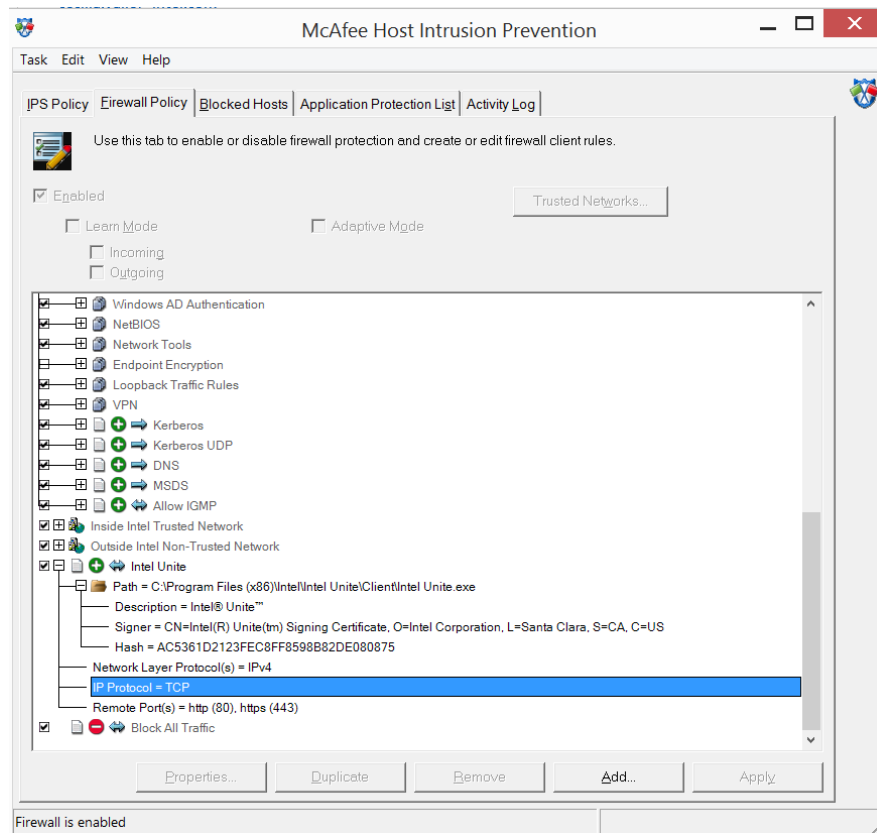 McAfee Host Intrusion Prevention
Task Edit View Help
IPS Policy Firewall Policy Blocked Hosts Application Protection List Activity Log
Use this tab to enable or disable firewall protection and create or edit firewall client rules.
Enabled
Trusted Networks...
Learn Mode Adaptive Mode
Incoming
Outgoing
Windows AD Authentication
NetBIOS
Network Tools
Endpoint Encryption
Loopback Traffic Rules
VPN
Kerberos
Kerberos UDP
DNS
MSDS
Allow IGMP
Inside Intel Trusted Network
Outside Intel Non-Trusted Network
Intel Unite
Path = C:\Program Files (x86)\Intel\Intel Unite\Client\Intel Unite.exe
Description = Intel® Unite™
Signer = CN=Intel(R) Unite(tm) Signing Certificate, O=Intel Corporation, L=Santa Clara, S=CA, C=US
Hash = AC5361D2123FEC8FF8598B82DE080875
Network Layer Protocol(s) = IPv4
IP Protocol = TCP
Remote Port(s) = http (80), https (443)
Block All Traffic
Properties... Duplicate Remove Add... Apply
Firewall is enabled